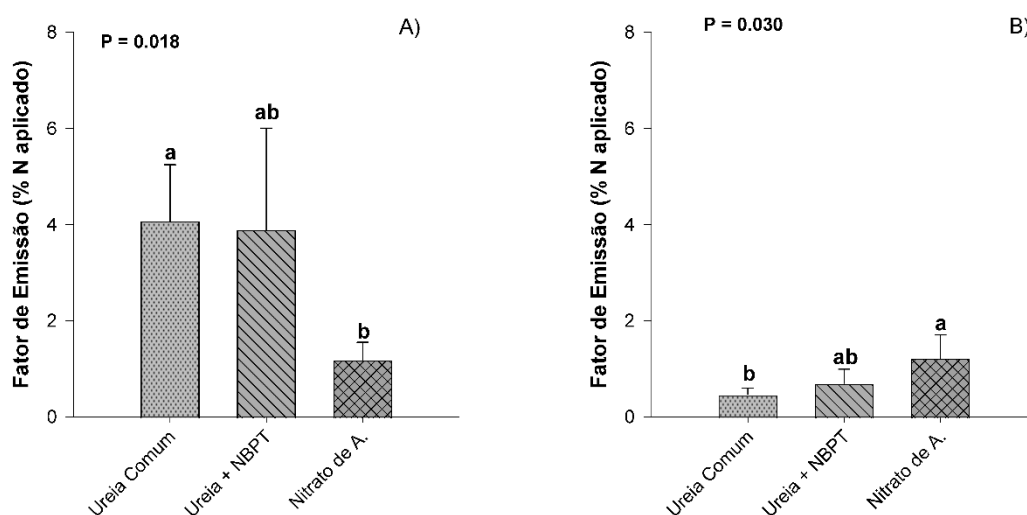 P = 0.018
A)
Fator de Emissão (% N aplicado)
8
6
4
2
0
a
ab
b
Ureia Comum
Ureia + NBPT
Nitrato de A.
P = 0.030
B)
Fator de Emissão (% N aplicado)
8
6
4
2
0
b
ab
a
Ureia Comum
Ureia + NBPT
Nitrato de A.